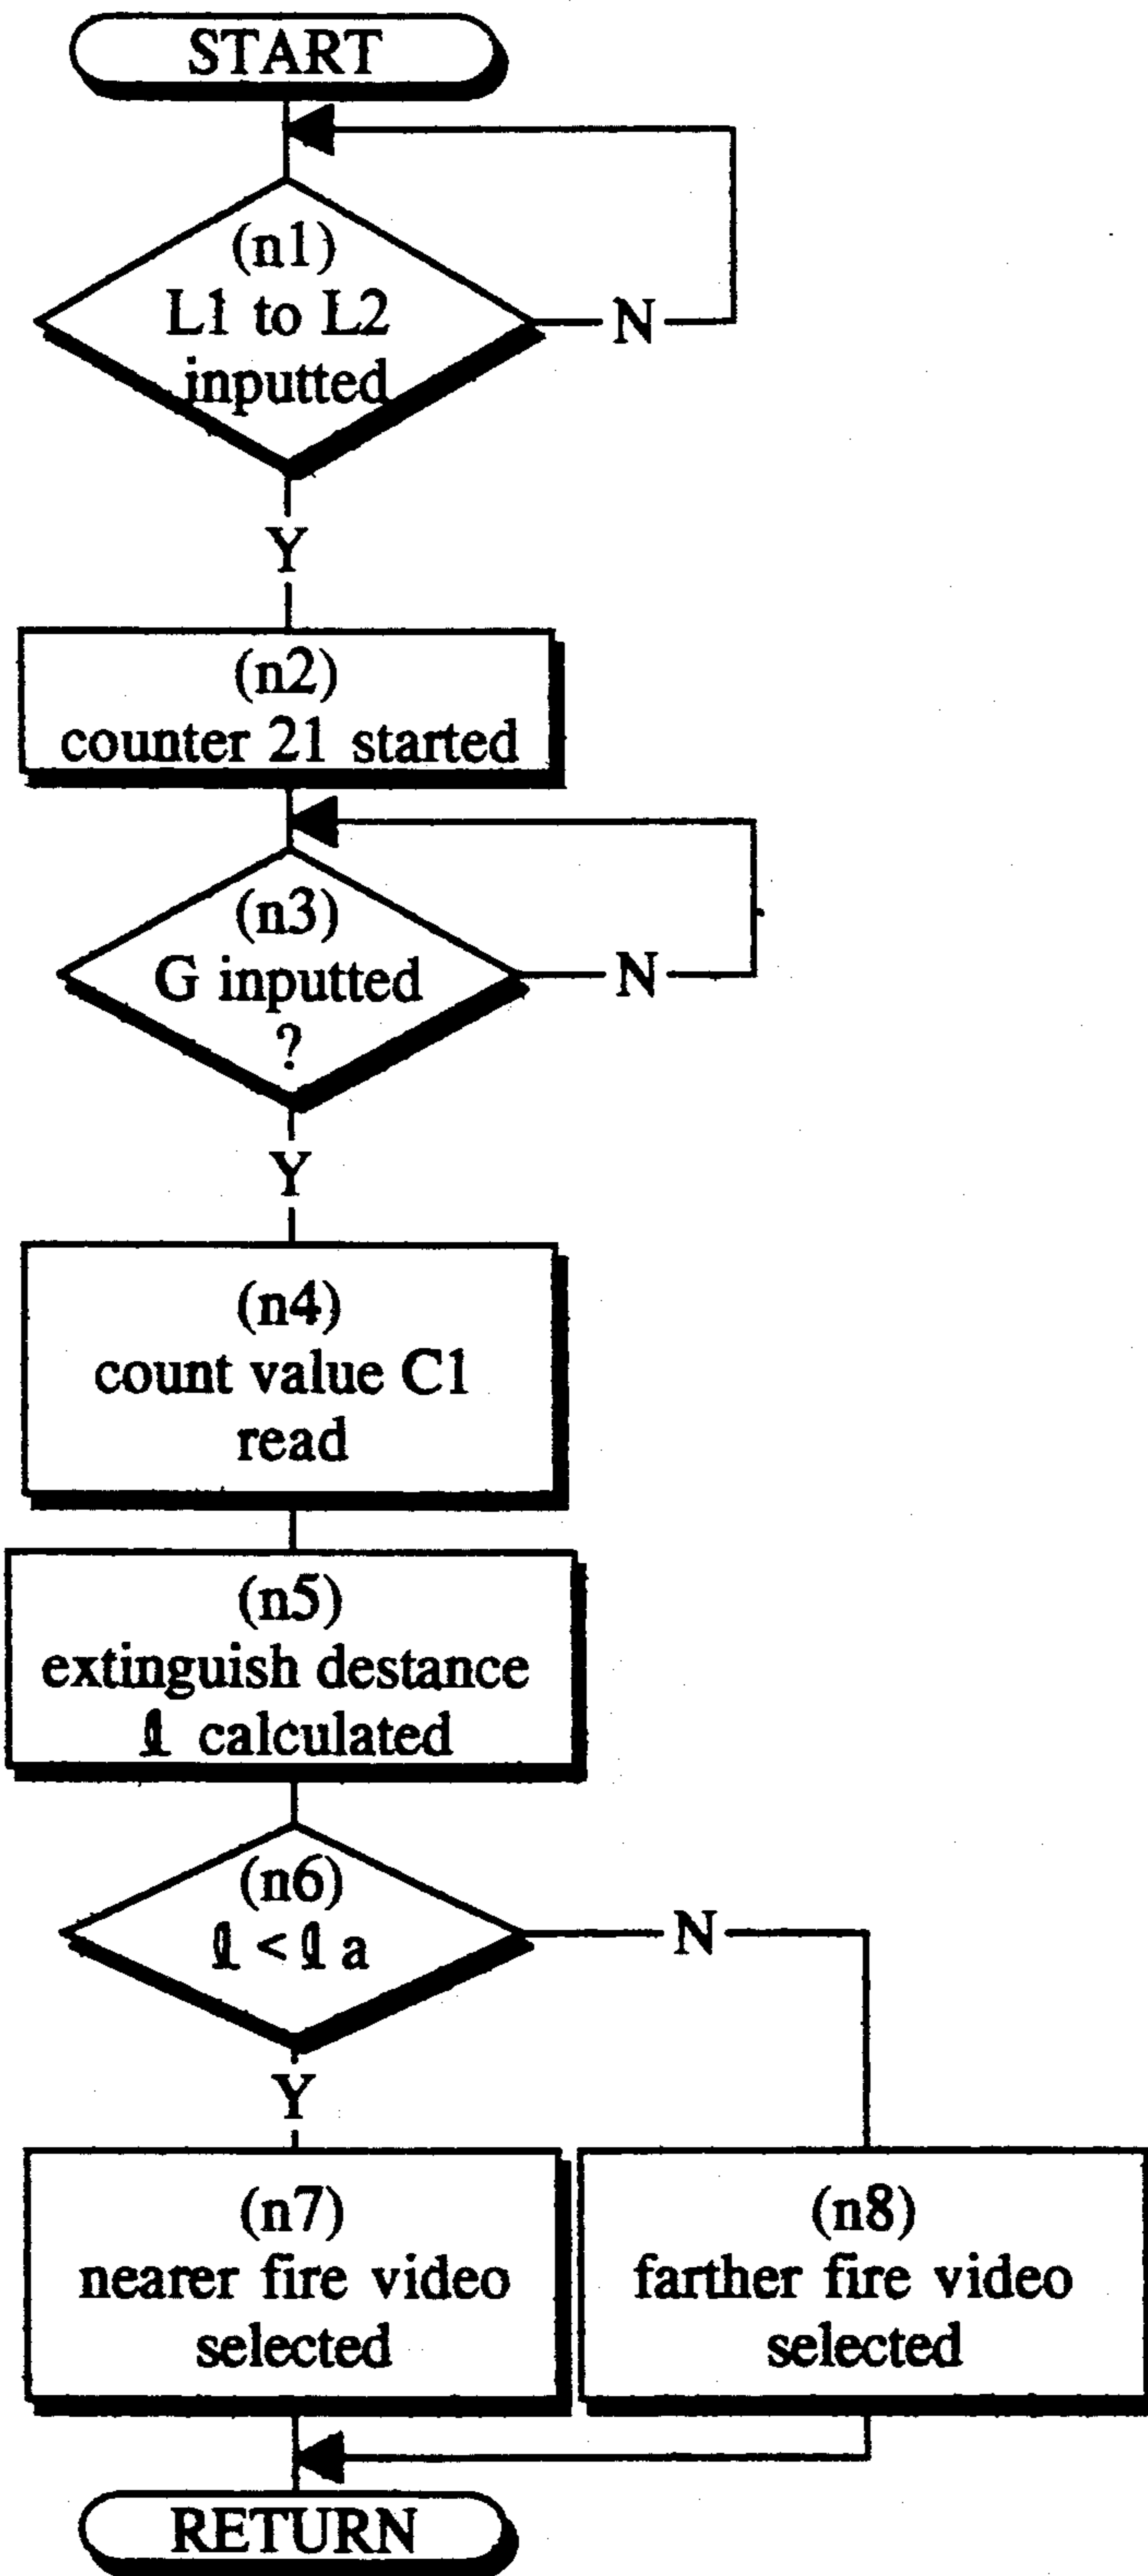 START
(n1)
L1 to L2
inputted
N
Y
(n2)
counter 21 started
(n3)
G inputted
?
N
Y
(n4)
count value C1
read
(n5)
extinguish destance
ℓ calculated
(n6)
ℓ < ℓ a
N
Y
(n7)
nearer fire video
selected
(n8)
farther fire video
selected
RETURN